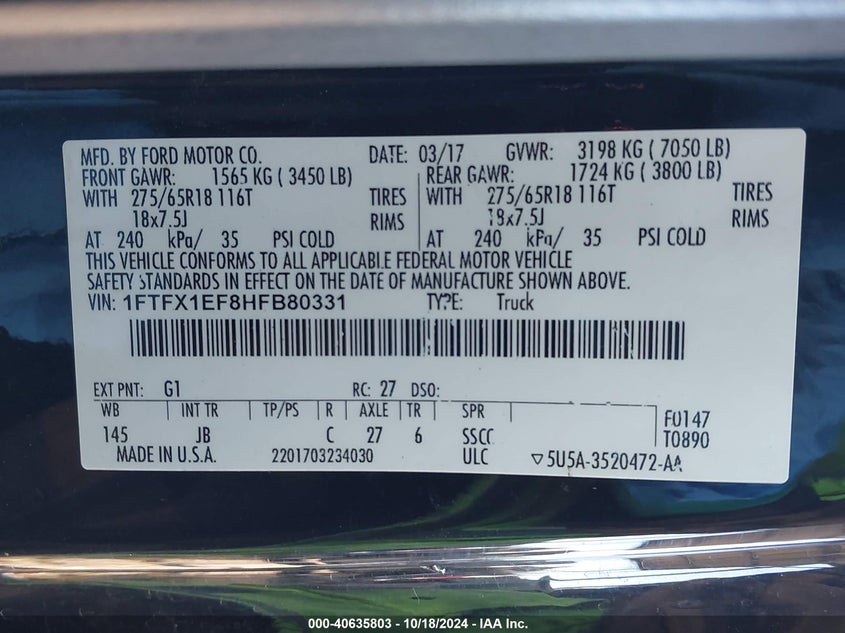 MFD. BY FORD MOTOR CO. DATE: 03/17 GVWR: 3198 KG ( 7050 LB)
FRONT GAWR: 1565 KG ( 3450 LB) REAR GAWR: 1724 KG ( 3800 LB)
WITH 275/65R18 116T TIRES WITH 275/65R18 116T TIRES
18x7.5J RIMS 18x7.5J RIMS
AT 240 kPa/ 35 PSI COLD AT 240 kPa/ 35 PSI COLD
THIS VEHICLE CONFORMS TO ALL APPLICABLE FEDERAL MOTOR VEHICLE
SAFETY STANDARDS IN EFFECT ON THE DATE OF MANUFACTURE SHOWN ABOVE.
VIN: 1FTFX1EF8HFB80331 TYPE: Truck
EXT PNT: G1 RC: 27 DSO:
WB INT TR TP/PS R AXLE TR SPR F0147
145 JB C 27 6 SSCC T0890
MADE IN U.S.A. 2201703234030 ULC ▽5U5A-3520472-AA
000-40635803 - 10/18/2024 - IAA Inc.